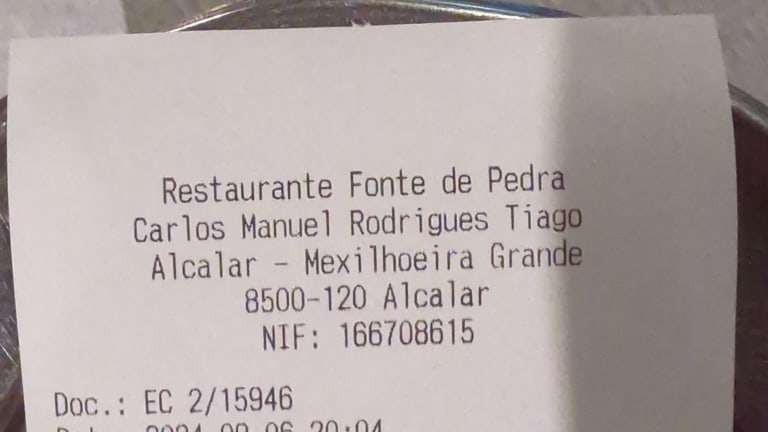 Restaurante Fonte de Pedra
Carlos Manuel Rodrigues Tiago
Alcalar - Mexilhoeira Grande
8500-120 Alcalar
NIF: 166708615
Doc.: EC 2/15946